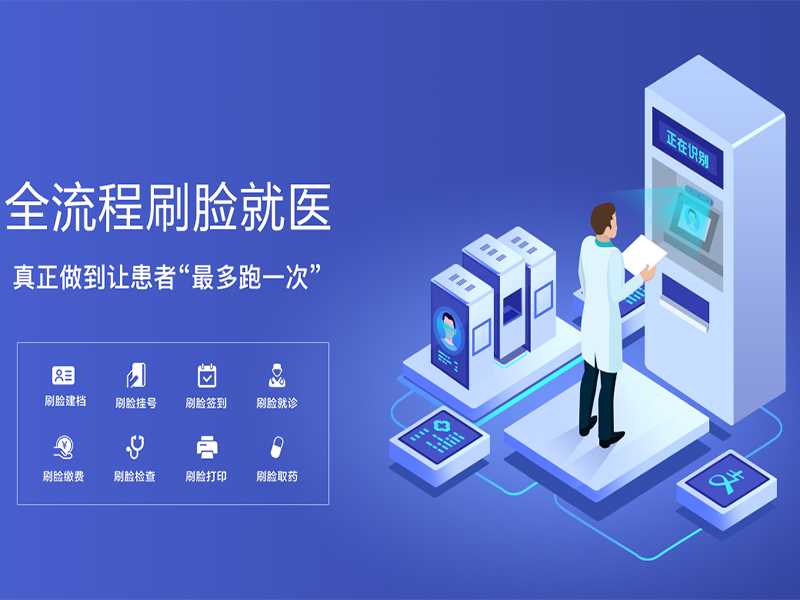 全流程刷脸就医
真正做到让患者“最多跑一次”
刷脸建档 刷脸挂号 刷脸签到 刷脸就诊
刷脸缴费 刷脸检查 刷脸打印 刷脸取药
正在识别